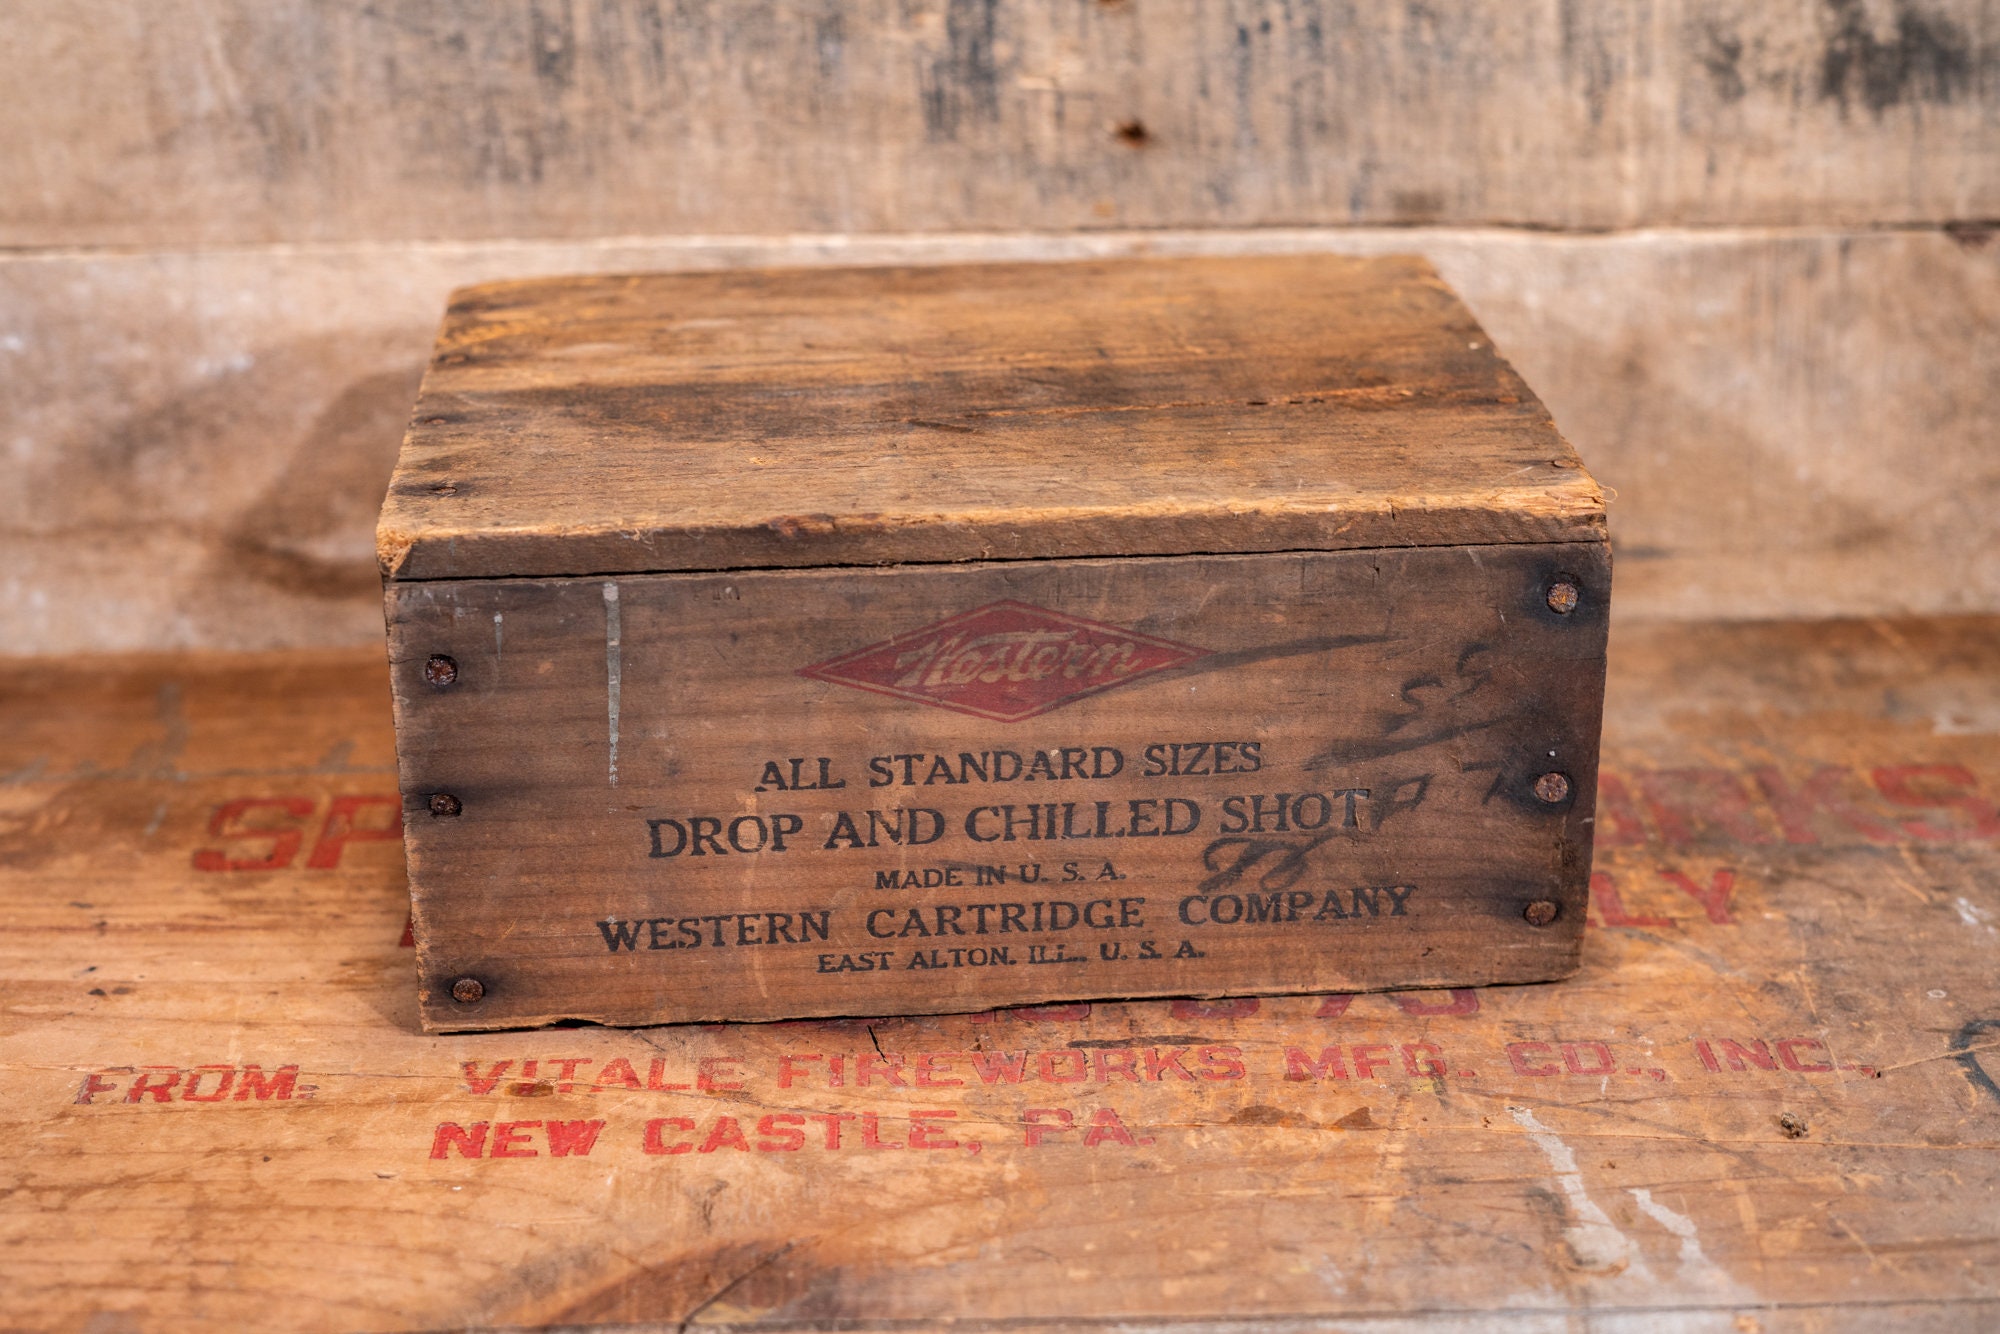 Western
ALL STANDARD SIZES
DROP AND CHILLED SHOT
MADE IN U. S. A.
WESTERN CARTRIDGE COMPANY
EAST ALTON, ILL., U. S. A.
FROM: VITALE FIREWORKS MFG. CO., INC.,
NEW CASTLE, PA.